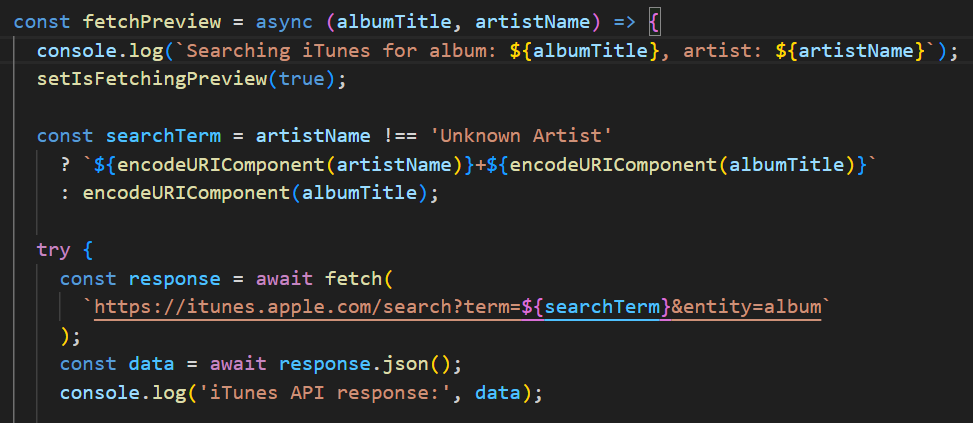 const fetchPreview = async (albumTitle, artistName) => {
console.log(`Searching iTunes for album: ${albumTitle}, artist: ${artistName}`);
setIsFetchingPreview(true);
const searchTerm = artistName !== 'Unknown Artist'
? `${encodeURIComponent(artistName)}+${encodeURIComponent(albumTitle)}`
: encodeURIComponent(albumTitle);
try {
const response = await fetch(
`https://itunes.apple.com/search?term=${searchTerm}&entity=album`
);
const data = await response.json();
console.log('iTunes API response:', data);